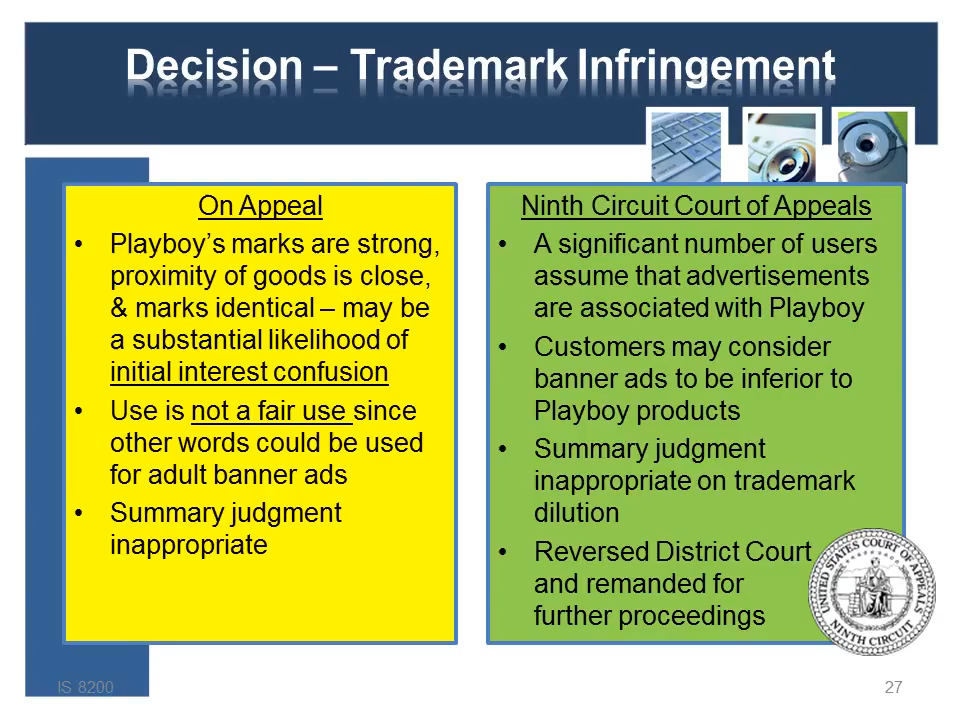 Decision – Trademark Infringement
On Appeal
• Playboy’s marks are strong,
proximity of goods is close,
& marks identical – may be
a substantial likelihood of
initial interest confusion
• Use is not a fair use since
other words could be used
for adult banner ads
• Summary judgment
inappropriate
Ninth Circuit Court of Appeals
• A significant number of users
assume that advertisements
are associated with Playboy
• Customers may consider
banner ads to be inferior to
Playboy products
• Summary judgment
inappropriate on trademark
dilution
• Reversed District Court
and remanded for
further proceedings
UNITED STATES COURT OF APPEALS
NINTH CIRCUIT
IS 8200
27